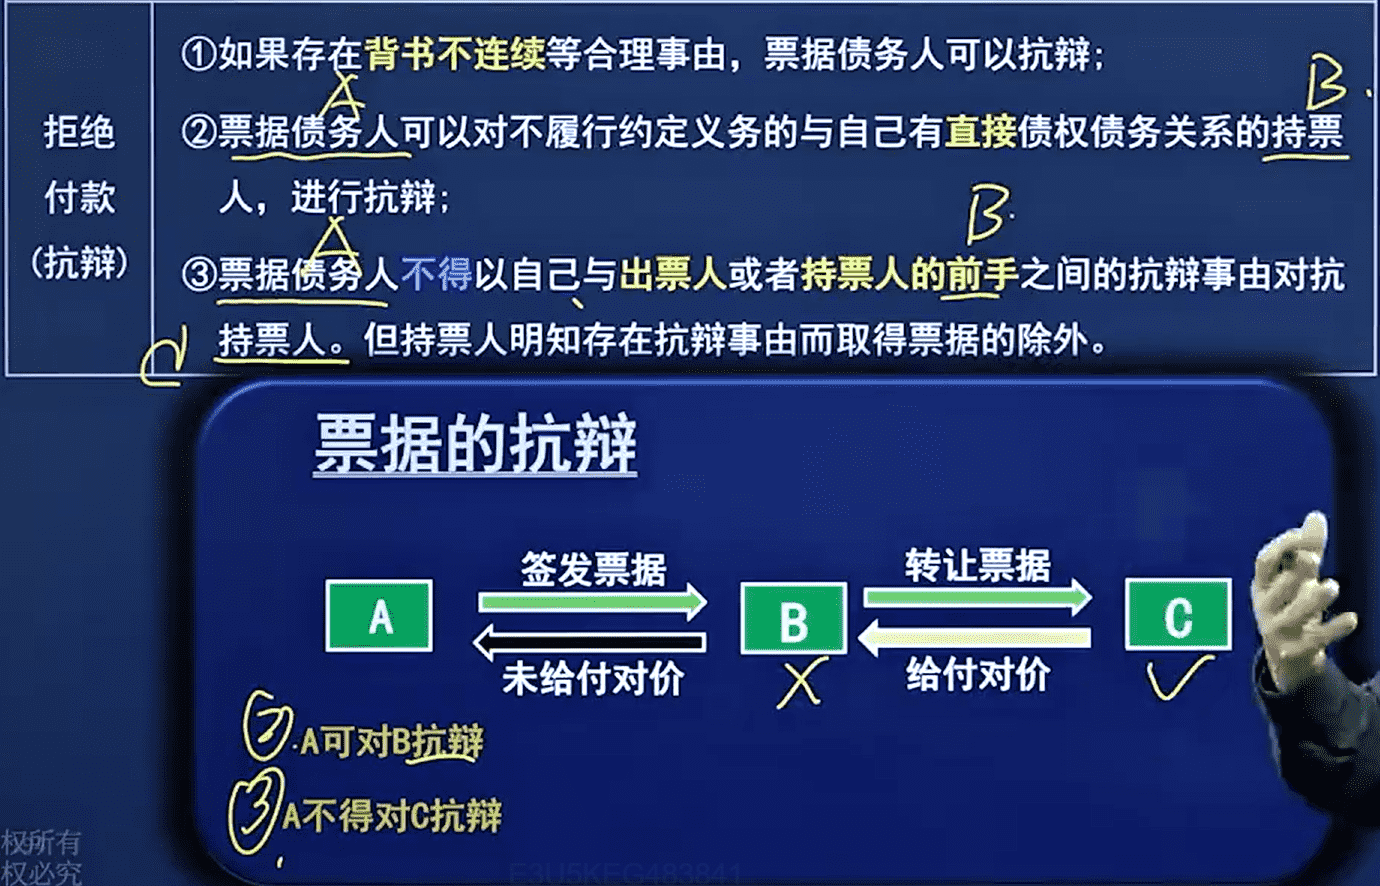 拒绝
付款
(抗辩)
①如果存在背书不连续等合理事由，票据债务人可以抗辩；
A
B
②票据债务人可以对不履行约定义务的与自己有直接债权债务关系的持票
人，进行抗辩；
A
B
③票据债务人不得以自己与出票人或者持票人的前手之间的抗辩事由对抗
持票人。但持票人明知存在抗辩事由而取得票据的除外。
票据的抗辩
签发票据
转让票据
A
B
C
未给付对价
给付对价
② A可对B抗辩
③ A不得对C抗辩
权所有
权必究
F3U5KFG483841